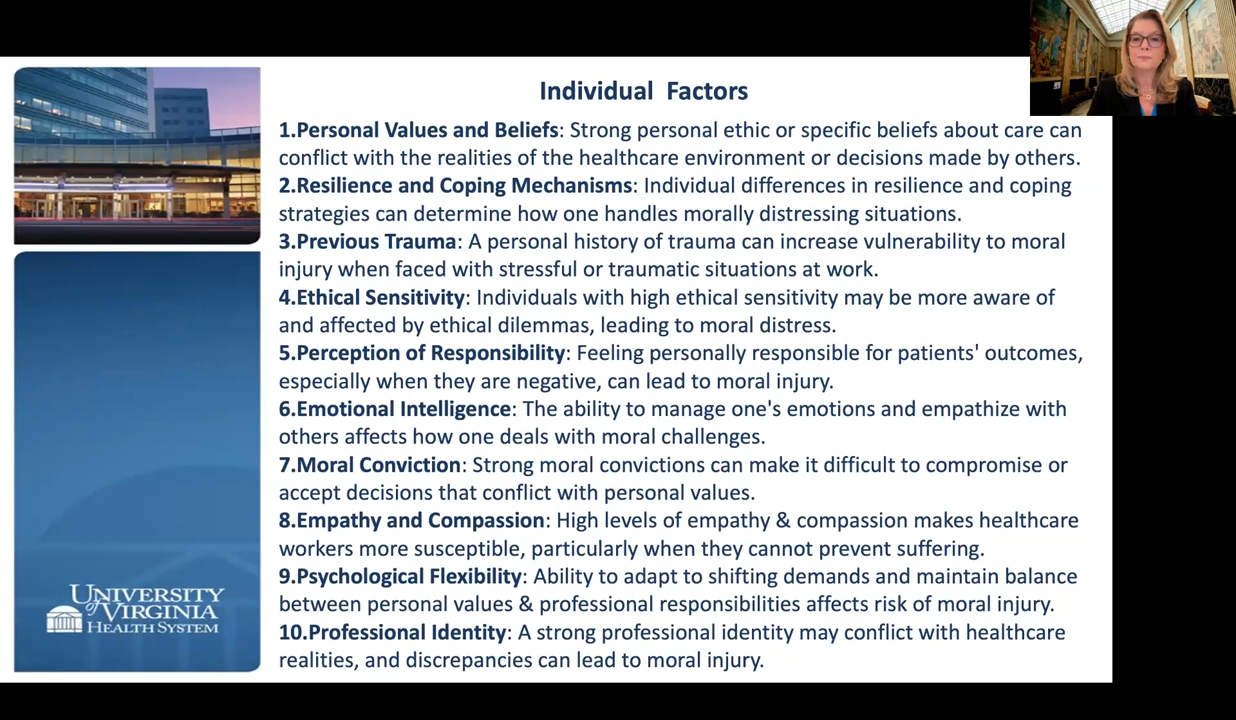 Individual Factors
1.Personal Values and Beliefs: Strong personal ethic or specific beliefs about care can
conflict with the realities of the healthcare environment or decisions made by others.
2.Resilience and Coping Mechanisms: Individual differences in resilience and coping
strategies can determine how one handles morally distressing situations.
3.Previous Trauma: A personal history of trauma can increase vulnerability to moral
injury when faced with stressful or traumatic situations at work.
4.Ethical Sensitivity: Individuals with high ethical sensitivity may be more aware of
and affected by ethical dilemmas, leading to moral distress.
5.Perception of Responsibility: Feeling personally responsible for patients' outcomes,
especially when they are negative, can lead to moral injury.
6.Emotional Intelligence: The ability to manage one's emotions and empathize with
others affects how one deals with moral challenges.
7.Moral Conviction: Strong moral convictions can make it difficult to compromise or
accept decisions that conflict with personal values.
8.Empathy and Compassion: High levels of empathy & compassion makes healthcare
workers more susceptible, particularly when they cannot prevent suffering.
9.Psychological Flexibility: Ability to adapt to shifting demands and maintain balance
between personal values & professional responsibilities affects risk of moral injury.
10.Professional Identity: A strong professional identity may conflict with healthcare
realities, and discrepancies can lead to moral injury.
UNIVERSITY
of VIRGINIA
HEALTH SYSTEM